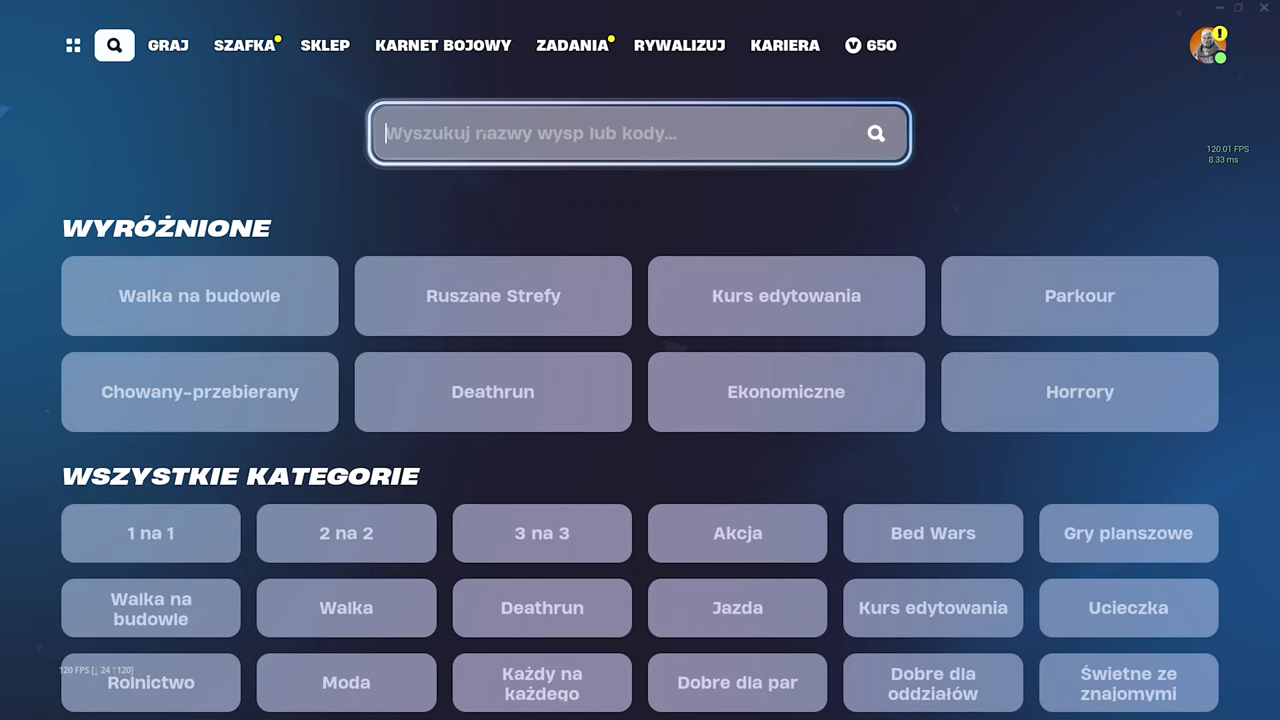 GRAJ SZAFKA SKLEP KARNET BOJOWY ZADANIA RYWALIZUJ KARIERA V 650
!
Wyszukuj nazwy wysp lub kody...
120.01 FPS
8.33 ms
WYRÓŻNIONE
Walka na budowle Ruszane Strefy Kurs edytowania Parkour
Chowany-przebierany Deathrun Ekonomiczne Horrory
WSZYSTKIE KATEGORIE
1 na 1 2 na 2 3 na 3 Akcja Bed Wars Gry planszowe
Walka na
budowle
Walka Deathrun Jazda Kurs edytowania Ucieczka
120 FPS
Rolnictwo Moda
Każdy na
każdego
Dobre dla par
Dobre dla
oddziałów
Świetne ze
znajomymi